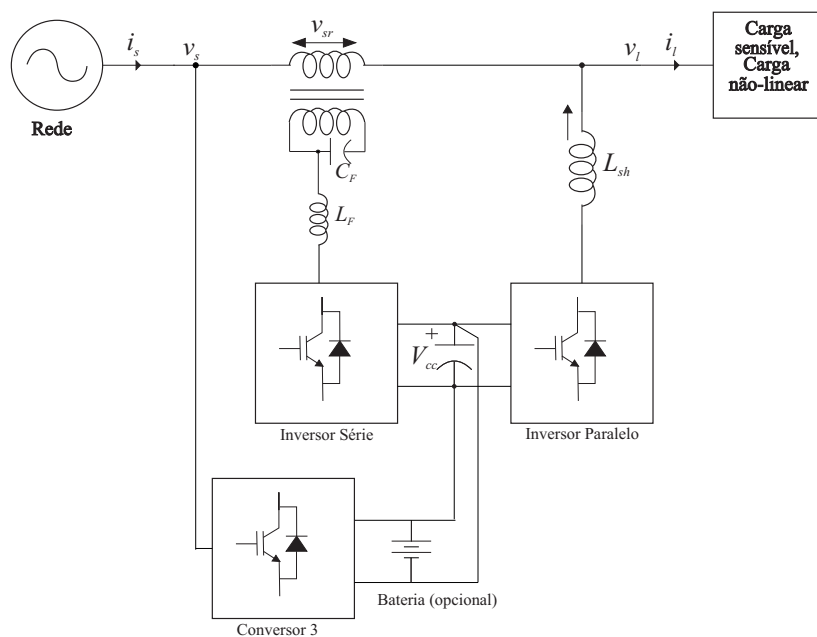 i_s
v_s
v_sr
v_l
i_l
Carga
sensível,
Carga
não-linear
Rede
C_F
L_F
L_sh
+
V_cc
Inversor Série
Inversor Paralelo
Bateria (opcional)
Conversor 3